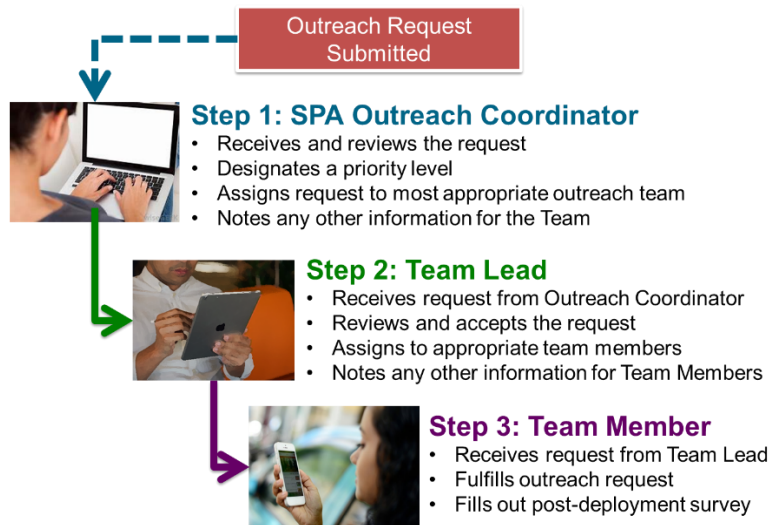 Outreach Request
Submitted
Step 1: SPA Outreach Coordinator
• Receives and reviews the request
• Designates a priority level
• Assigns request to most appropriate outreach team
• Notes any other information for the Team
Step 2: Team Lead
• Receives request from Outreach Coordinator
• Reviews and accepts the request
• Assigns to appropriate team members
• Notes any other information for Team Members
Step 3: Team Member
• Receives request from Team Lead
• Fulfills outreach request
• Fills out post-deployment survey